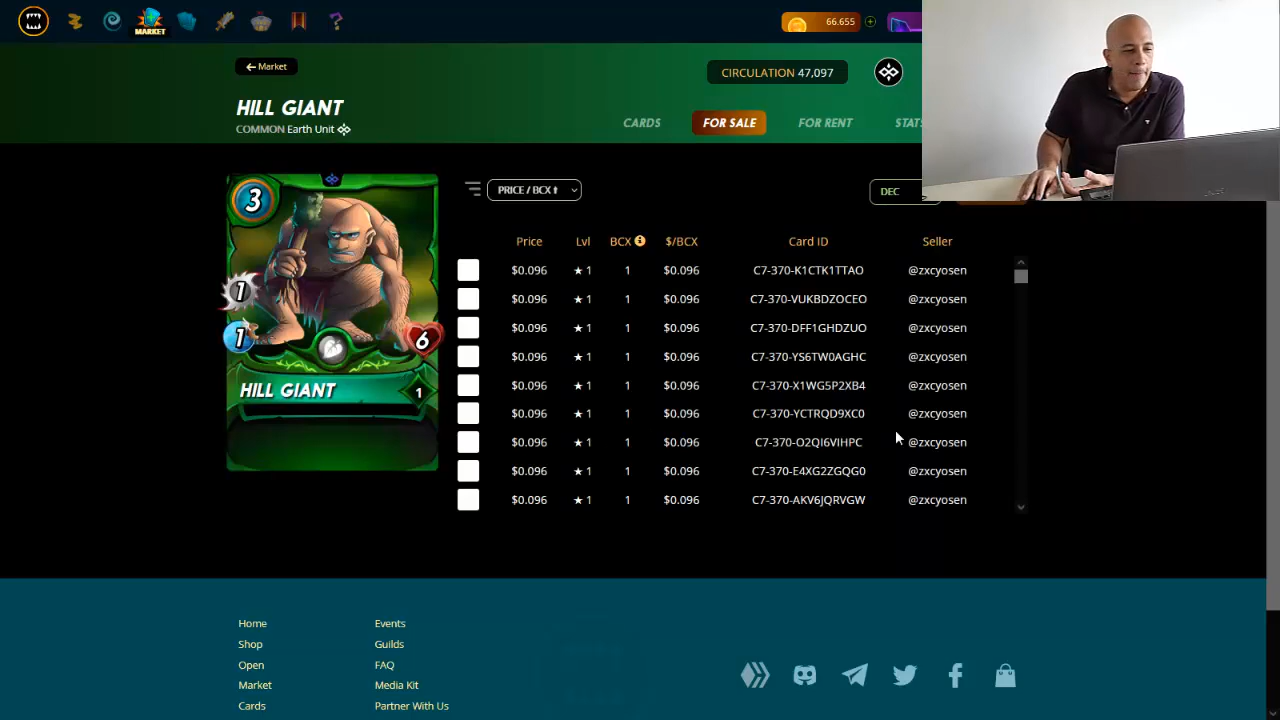 MARKET
66.655
← Market
CIRCULATION 47,097
HILL GIANT
COMMON Earth Unit
CARDS
FOR SALE
FOR RENT
STATS
3
PRICE / BCX
DEC
Price Lvl BCX $/BCX Card ID Seller
$0.096 ★ 1 1 $0.096 C7-370-K1CTK1TTAO @zxcyosen
$0.096 ★ 1 1 $0.096 C7-370-VUKBDZOCEO @zxcyosen
$0.096 ★ 1 1 $0.096 C7-370-DFF1GHDZUO @zxcyosen
$0.096 ★ 1 1 $0.096 C7-370-YS6TW0AGHC @zxcyosen
$0.096 ★ 1 1 $0.096 C7-370-X1WG5P2XB4 @zxcyosen
$0.096 ★ 1 1 $0.096 C7-370-YCTRQD9XC0 @zxcyosen
$0.096 ★ 1 1 $0.096 C7-370-O2QI6VIHPC @zxcyosen
$0.096 ★ 1 1 $0.096 C7-370-E4XG2ZGQG0 @zxcyosen
$0.096 ★ 1 1 $0.096 C7-370-AKV6JQRVGW @zxcyosen
1
1
6
HILL GIANT
1
Home
Shop
Open
Market
Cards
Events
Guilds
FAQ
Media Kit
Partner With Us